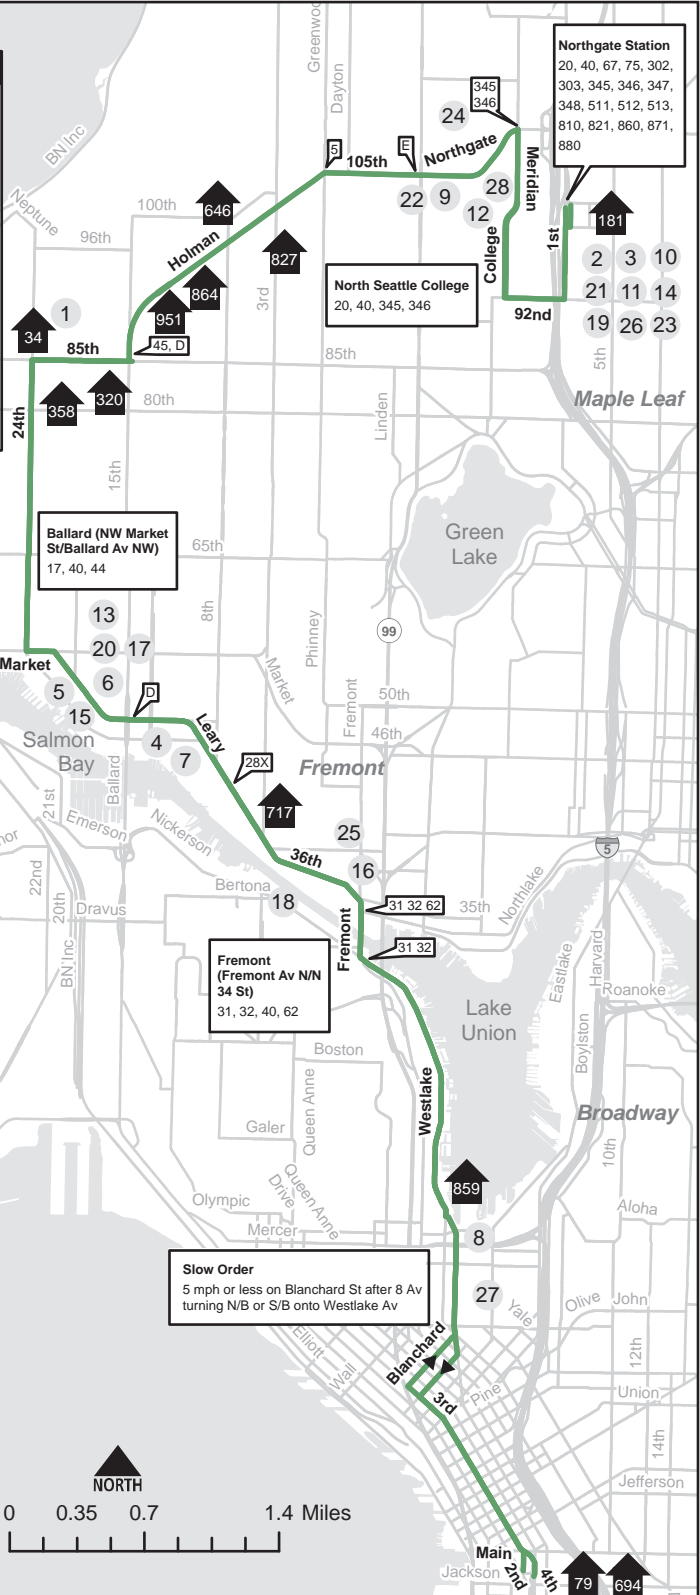 Greenwoo
Dayton
Northgate Station
20, 40, 67, 75, 302,
303, 345, 346, 347,
348, 511, 512, 513,
810, 821, 860, 871,
880
345
346
24
BN Inc
5
E
105th
Northgate
Meridian
Neptune
100th
646
22
9
28
12
181
96th
Holman
827
College
1st
864
3rd
North Seattle College
20, 40, 345, 346
2
3
10
21
11
14
19
26
23
1
34
951
92nd
5th
45, D
85th
85th
24th
358
320
80th
Linden
Maple Leaf
15th
Ballard (NW Market
St/Ballard Av NW)
17, 40, 44
65th
Green
Lake
8th
13
Phinney
99
20
17
Market
Market
6
5
D
Fremont
50th
15
Leary
46th
Salmon
Bay
4
7
28X
Fremont
21st
Ballard
717
Emerson
Nickerson
25
nor
36th
5
22nd
16
20th
Bertona
18
31 32 62
35th
Northlake
Dravus
Fremont
31 32
BN Inc
Fremont
(Fremont Av N/N
34 St)
31, 32, 40, 62
Eastlake
Harvard
Roanoke
Lake
Union
Boston
Boylston
Westlake
Queen Anne
Broadway
Galer
10th
Queen Anne
Drive
859
Olympic
Aloha
Mercer
8
Slow Order
5 mph or less on Blanchard St after 8 Av
turning N/B or S/B onto Westlake Av
27
Yale
Olive
John
Elliott
Wall
Blanchard
12th
Pine
Union
3rd
14th
NORTH
Jefferson
0 0.35 0.7 1.4 Miles
Main
Jackson
2nd
4th
79
694